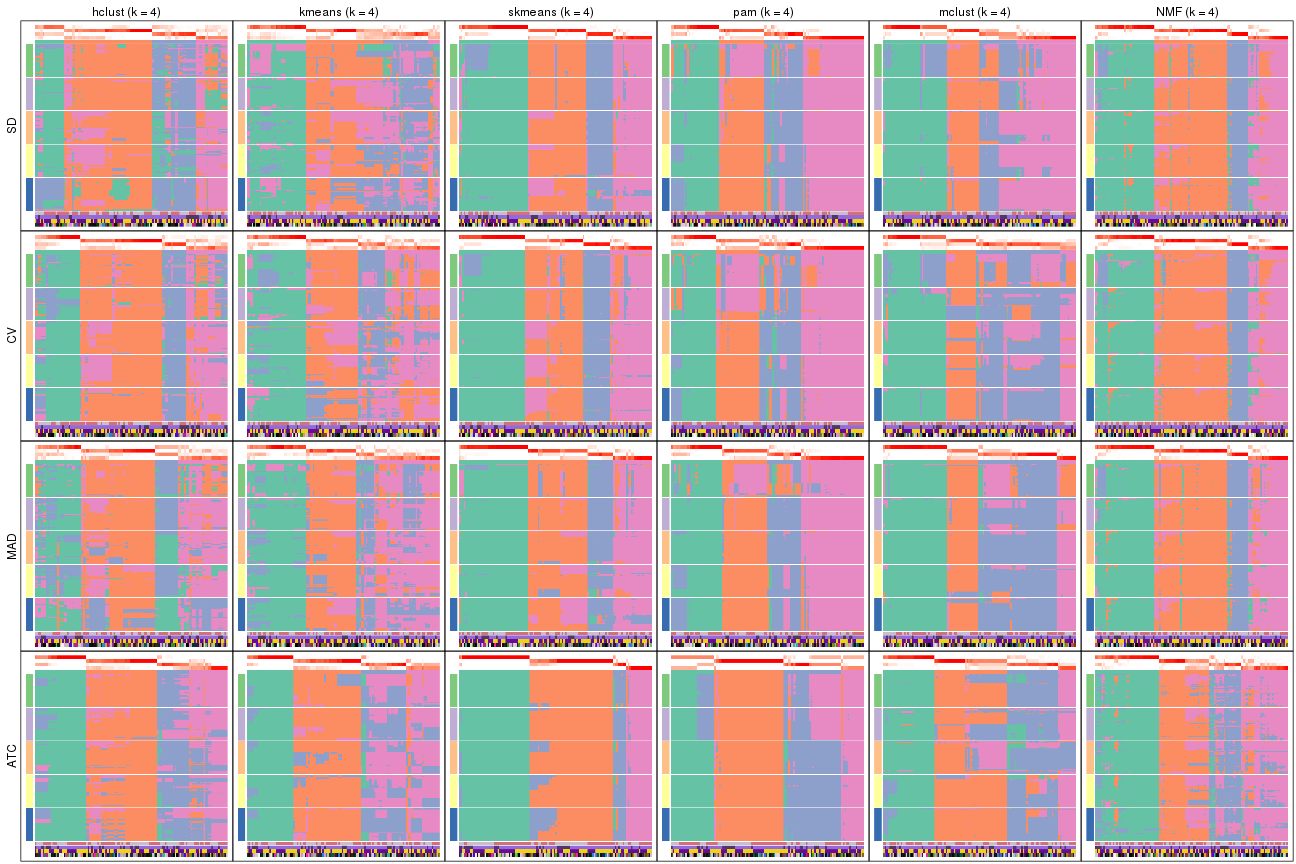 hclust (k = 4) kmeans (k = 4) skmeans (k = 4) pam (k = 4) mclust (k = 4) NMF (k = 4)
SD
CV
MAD
ATC